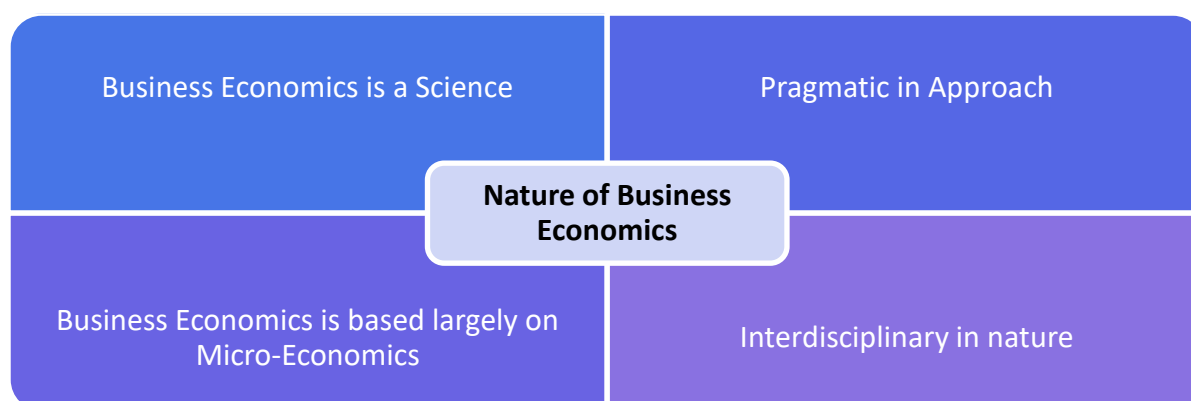 Business Economics is a Science
Pragmatic in Approach
Nature of Business
Economics
Business Economics is based largely on
Micro-Economics
Interdisciplinary in nature